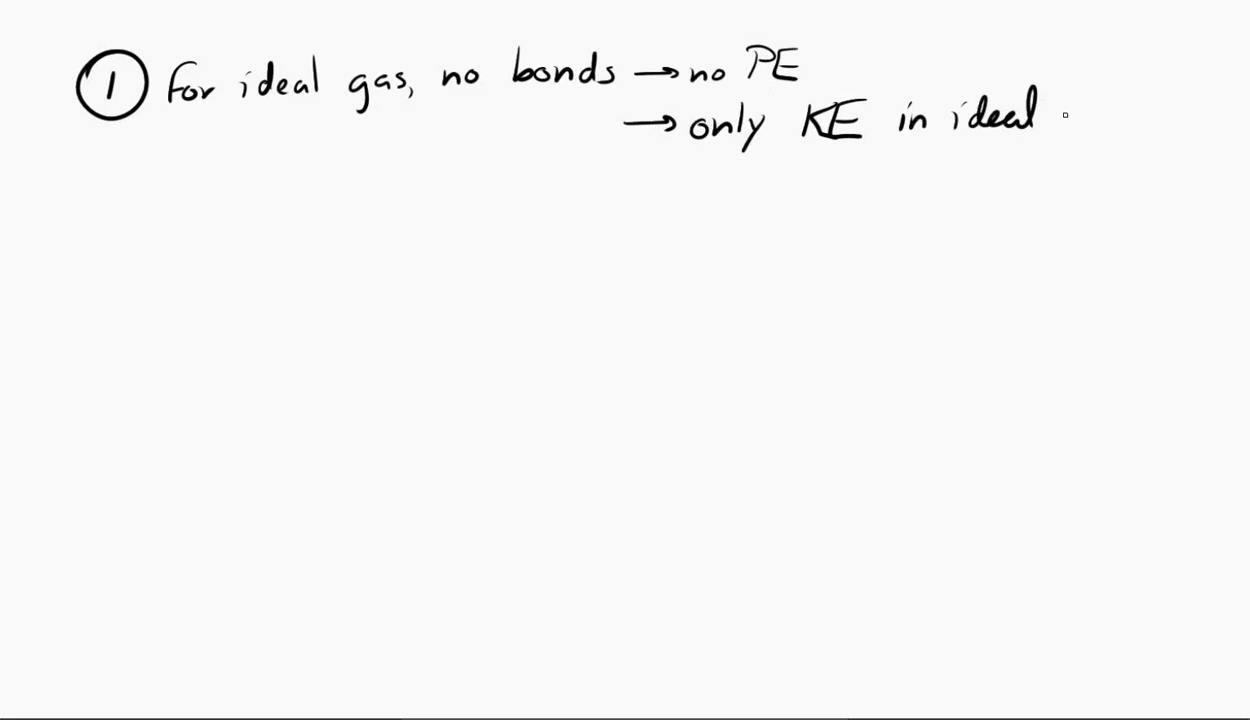 ① For ideal gas, no bonds → no PE
→ only KE in ideal